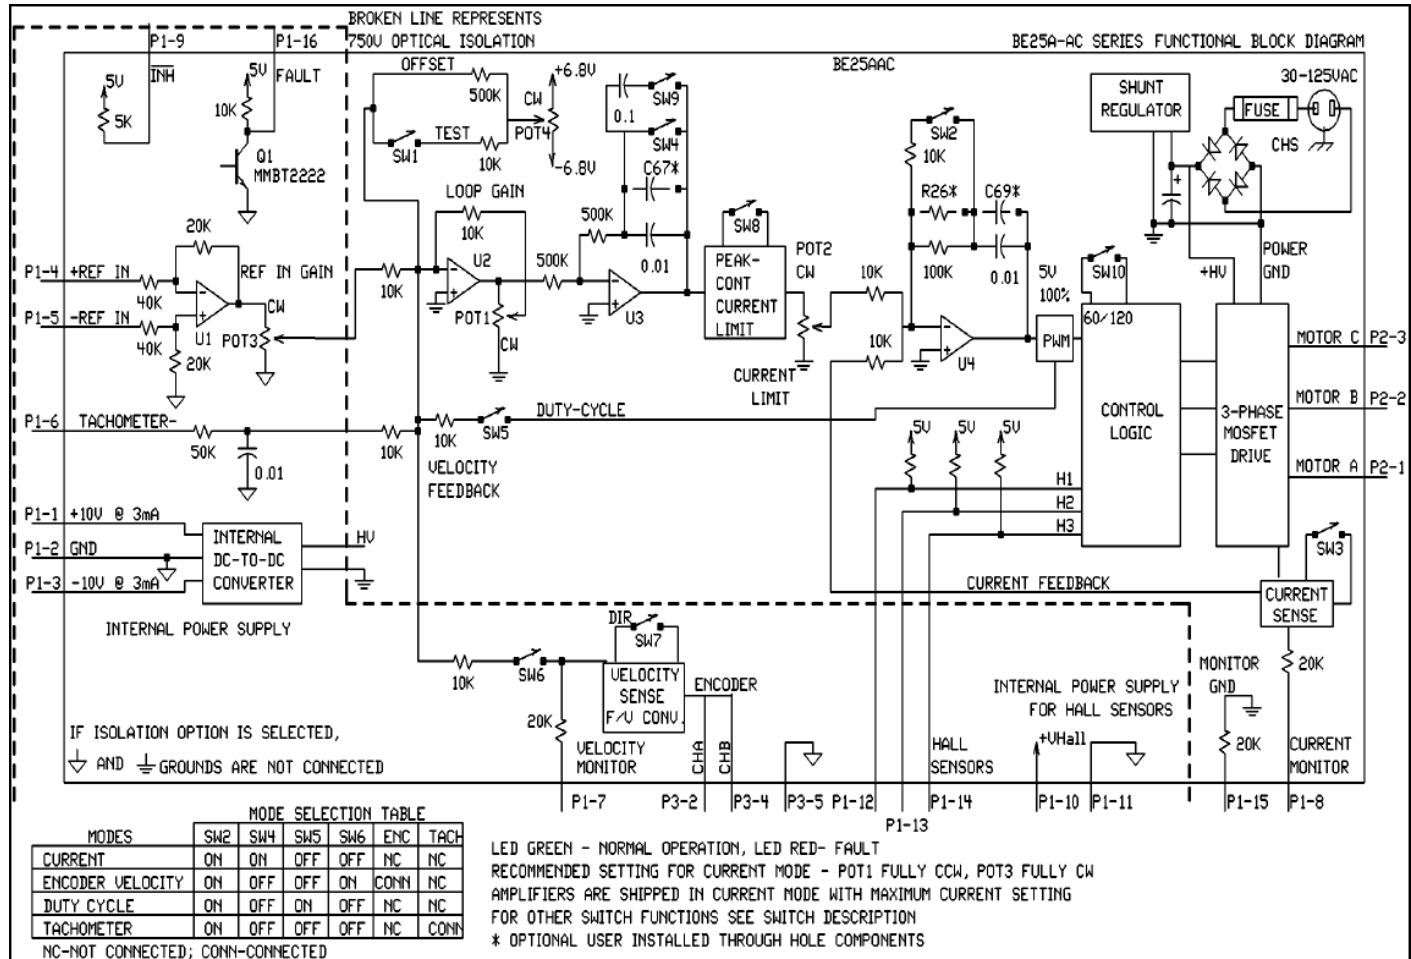 BROKEN LINE REPRESENTS
750V OPTICAL ISOLATION
BE25A-AC SERIES FUNCTIONAL BLOCK DIAGRAM
BE25AAC
P1-9
P1-16
INH
FAULT
5V
5K
5V
10K
Q1
MMBT2222
OFFSET
500K
SW1
TEST
10K
CW
POT4
+6.8V
-6.8V
0.1
SW9
SW4
C67*
500K
0.01
SW2
10K
R26*
C69*
100K
0.01
SHUNT
REGULATOR
+
FUSE
30-125VAC
CHS
POWER
GND
+HV
P1-4
+REF IN
40K
20K
P1-5
-REF IN
40K
20K
-
+
U1
REF IN GAIN
CW
POT3
10K
LOOP GAIN
10K
-
+
U2
POT1
CW
500K
-
+
U3
SW8
PEAK-
CONT
CURRENT
LIMIT
POT2
CW
CURRENT
LIMIT
10K
10K
-
+
U4
5V
100%
PWM
SW10
60/120
CONTROL
LOGIC
3-PHASE
MOSFET
DRIVE
MOTOR C
P2-3
MOTOR B
P2-2
MOTOR A
P2-1
P1-6
TACHOMETER-
50K
0.01
10K
10K
SW5
DUTY-CYCLE
VELOCITY
FEEDBACK
5V
5V
5V
H1
H2
H3
P1-1
+10V @ 3mA
P1-2
GND
P1-3
-10V @ 3mA
INTERNAL
DC-TO-DC
CONVERTER
HV
INTERNAL POWER SUPPLY
CURRENT FEEDBACK
SW3
CURRENT
SENSE
20K
MONITOR
GND
20K
CURRENT
MONITOR
10K
SW6
DIR
SW7
VELOCITY
SENSE
F/V CONV.
ENCODER
20K
VELOCITY
MONITOR
CHA
CHB
HALL
SENSORS
INTERNAL POWER SUPPLY
FOR HALL SENSORS
+VHall
IF ISOLATION OPTION IS SELECTED,
AND
GROUNDS ARE NOT CONNECTED
P1-7
P3-2
P3-4
P3-5
P1-12
P1-13
P1-14
P1-10
P1-11
P1-15
P1-8
MODE SELECTION TABLE
MODES SW2 SW4 SW5 SW6 ENC TACH
CURRENT ON ON OFF OFF NC NC
ENCODER VELOCITY ON OFF OFF ON CONN NC
DUTY CYCLE ON OFF ON OFF NC NC
TACHOMETER ON OFF OFF OFF NC CONN
NC-NOT CONNECTED; CONN-CONNECTED
LED GREEN - NORMAL OPERATION, LED RED- FAULT
RECOMMENDED SETTING FOR CURRENT MODE - POT1 FULLY CCW, POT3 FULLY CW
AMPLIFIERS ARE SHIPPED IN CURRENT MODE WITH MAXIMUM CURRENT SETTING
FOR OTHER SWITCH FUNCTIONS SEE SWITCH DESCRIPTION
* OPTIONAL USER INSTALLED THROUGH HOLE COMPONENTS